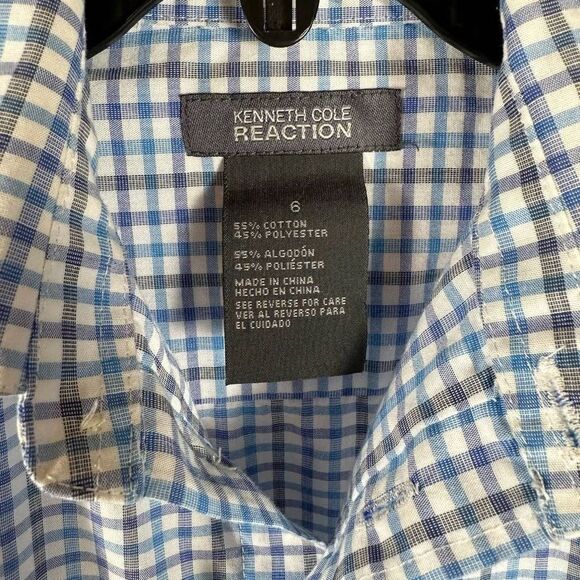 KENNETH COLE
REACTION
6
55% COTTON
45% POLYESTER
55% ALGODÓN
45% POLIÉSTER
MADE IN CHINA
HECHO EN CHINA
SEE REVERSE FOR CARE
VER AL REVERSO PARA
EL CUIDADO